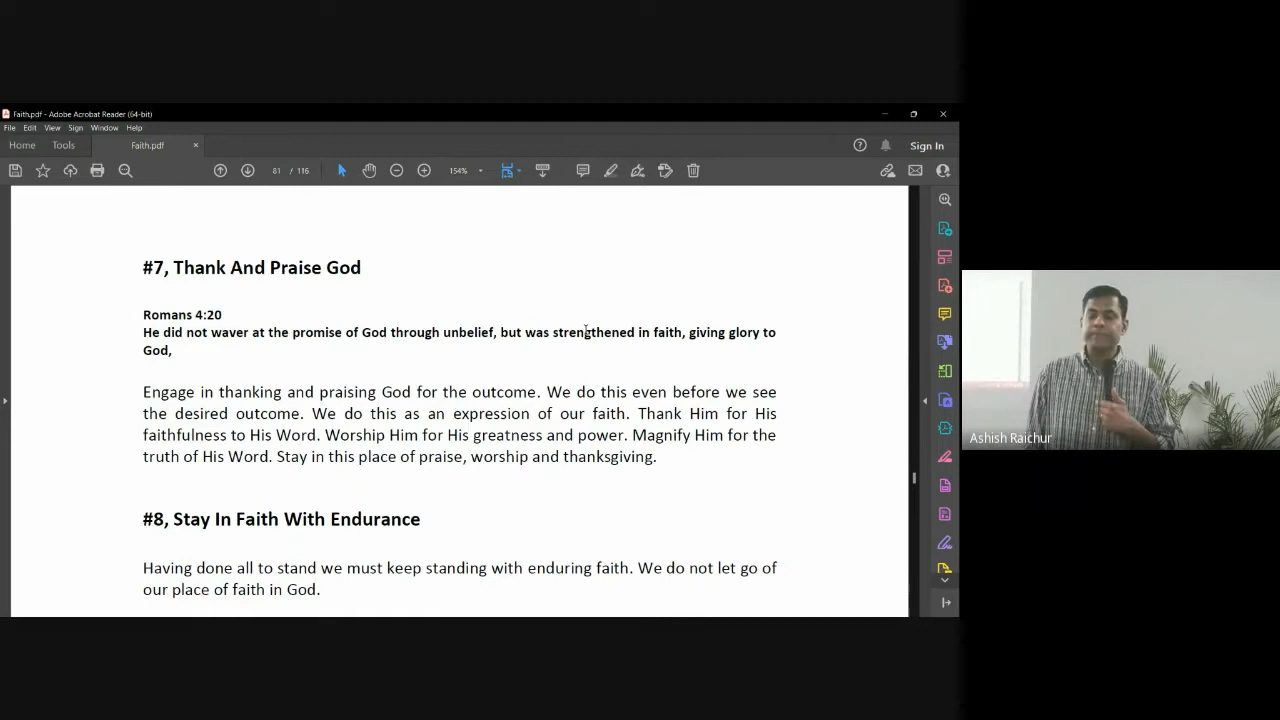 Faith.pdf - Adobe Acrobat Reader (64-bit)
File Edit View Sign Window Help
Home Tools Faith.pdf × Sign In
81 / 116 154%
#7, Thank And Praise God
Romans 4:20
He did not waver at the promise of God through unbelief, but was strengthened in faith, giving glory to
God,
Engage in thanking and praising God for the outcome. We do this even before we see
the desired outcome. We do this as an expression of our faith. Thank Him for His
faithfulness to His Word. Worship Him for His greatness and power. Magnify Him for the
truth of His Word. Stay in this place of praise, worship and thanksgiving.
#8, Stay In Faith With Endurance
Having done all to stand we must keep standing with enduring faith. We do not let go of
our place of faith in God.
Ashish Raichur